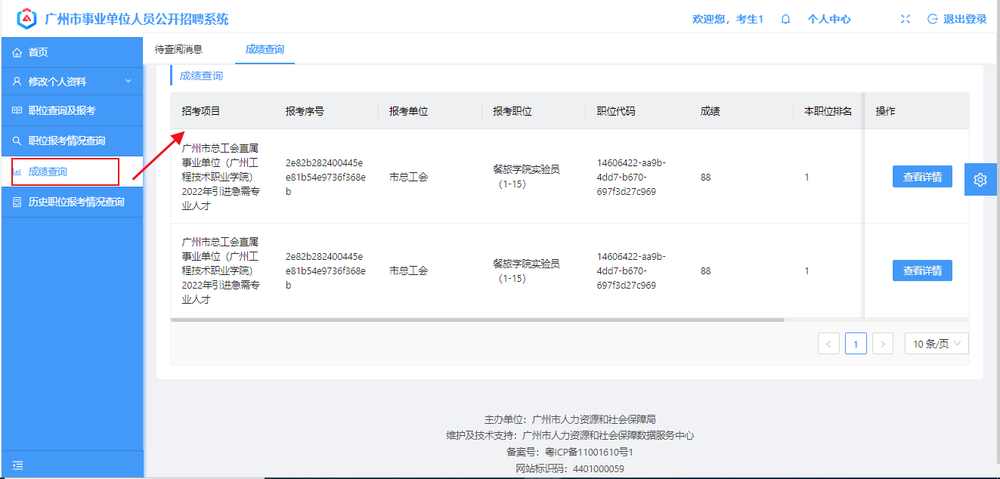 广州市事业单位人员公开招聘系统
欢迎您，考生1
个人中心
退出登录
首页
修改个人资料
职位查询及报考
职位报考情况查询
成绩查询
历史职位报考情况查询
待查阅消息
成绩查询
成绩查询
招考项目 报考序号 报考单位 报考职位 职位代码 成绩 本职位排名 操作
广州市总工会直属
事业单位（广州工
程技术职业学院）
2022年引进急需专
业人才
2e82b282400445e
e81b54e9736f368e
b
市总工会
餐旅学院实验员
（1-15）
14606422-aa9b-
4dd7-b670-
697f3d27c969
88
1
查看详情
广州市总工会直属
事业单位（广州工
程技术职业学院）
2022年引进急需专
业人才
2e82b282400445e
e81b54e9736f368e
b
市总工会
餐旅学院实验员
（1-15）
14606422-aa9b-
4dd7-b670-
697f3d27c969
88
1
查看详情
< 1 > 10 条/页
主办单位：广州市人力资源和社会保障局
维护及技术支持：广州市人力资源和社会保障数据服务中心
备案号：粤ICP备11001610号1
网站标识码：4401000059